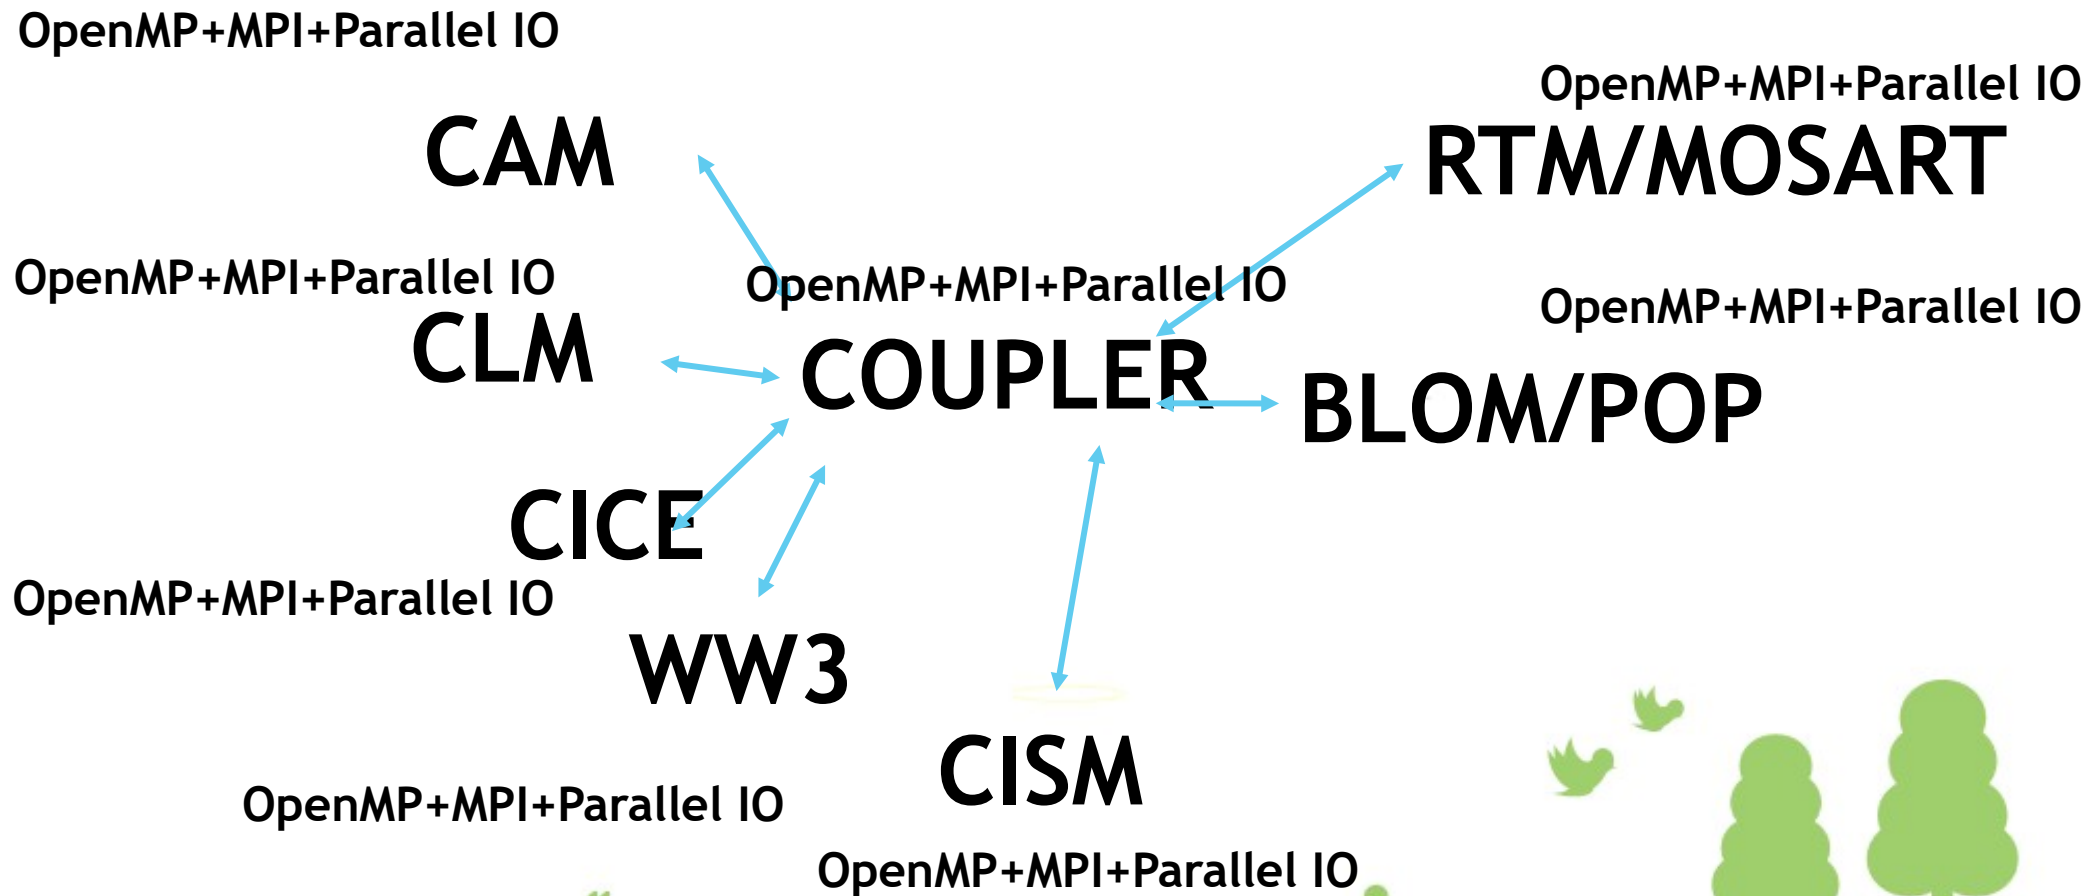 OpenMP+MPI+Parallel IO
CAM
OpenMP+MPI+Parallel IO
RTM/MOSART
OpenMP+MPI+Parallel IO
CLM
OpenMP+MPI+Parallel IO
COUPLER
OpenMP+MPI+Parallel IO
BLOM/POP
CICE
OpenMP+MPI+Parallel IO
WW3
OpenMP+MPI+Parallel IO
CISM
OpenMP+MPI+Parallel IO